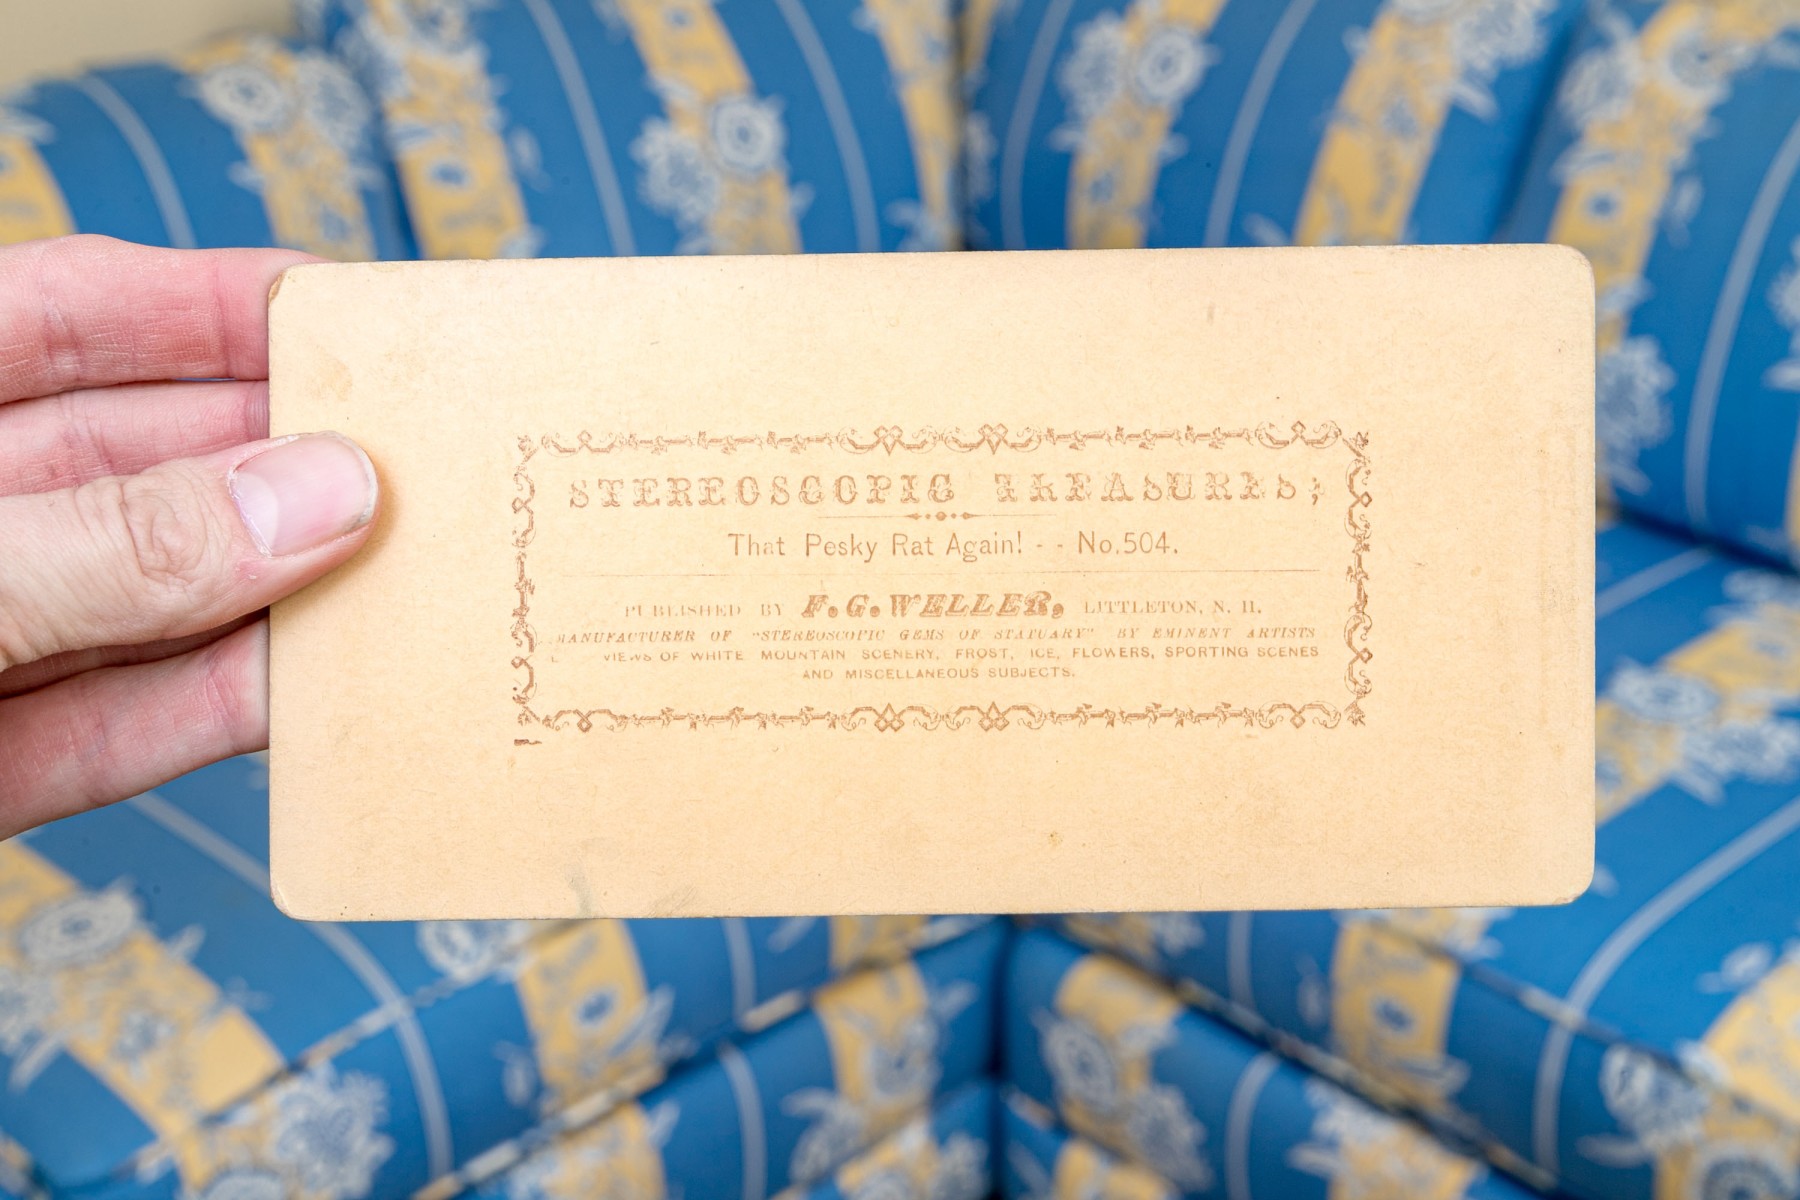 STEREOSCOPIC TREASURES;
That Pesky Rat Again! - - No.504.
PUBLISHED BY F. G. WELLER, LITTLETON, N. H.
MANUFACTURER OF "STEREOSCOPIC GEMS OF STATUARY" BY EMINENT ARTISTS
VIEWS OF WHITE MOUNTAIN SCENERY, FROST, ICE, FLOWERS, SPORTING SCENES
AND MISCELLANEOUS SUBJECTS.